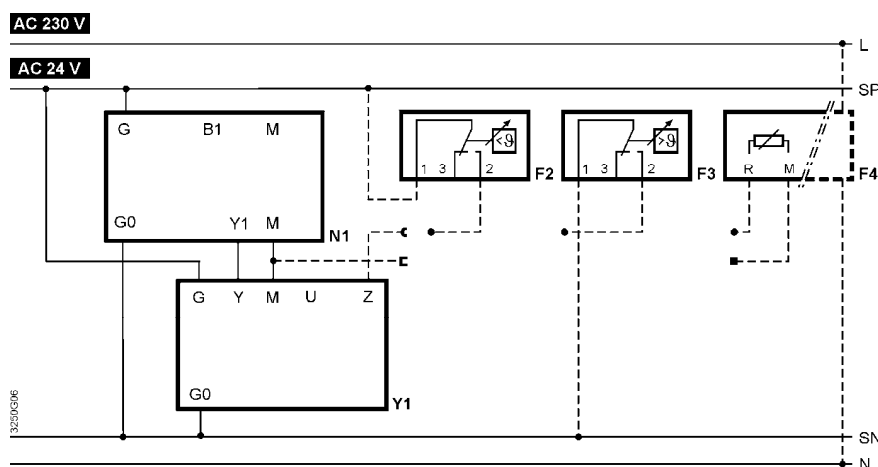 AC 230 V
L
AC 24 V
SP
G B1 M
<ϑ
>ϑ
1 3 2
F2
1 3 2
F3
R M
F4
G0 Y1 M
N1
G Y M U Z
G0
Y1
3250G06
SN
N